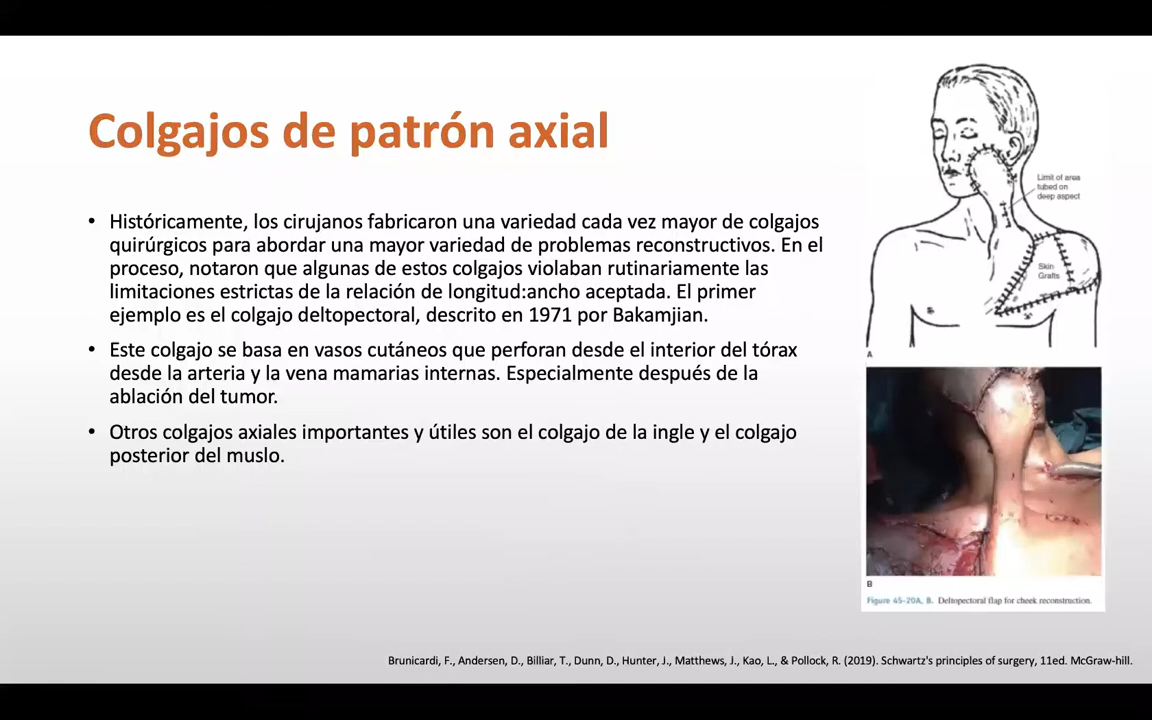 Colgajos de patrón axial
• Históricamente, los cirujanos fabricaron una variedad cada vez mayor de colgajos
quirúrgicos para abordar una mayor variedad de problemas reconstructivos. En el
proceso, notaron que algunas de estos colgajos violaban rutinariamente las
limitaciones estrictas de la relación de longitud:ancho aceptada. El primer
ejemplo es el colgajo deltopectoral, descrito en 1971 por Bakamjian.
• Este colgajo se basa en vasos cutáneos que perforan desde el interior del tórax
desde la arteria y la vena mamarias internas. Especialmente después de la
ablación del tumor.
• Otros colgajos axiales importantes y útiles son el colgajo de la ingle y el colgajo
posterior del muslo.
Limit of area
tubed on
deep aspect
Skin
Grafts
A
B
Figure 45-20A, B. Deltopectoral flap for cheek reconstruction.
Brunicardi, F., Andersen, D., Billiar, T., Dunn, D., Hunter, J., Matthews, J., Kao, L., & Pollock, R. (2019). Schwartz's principles of surgery, 11ed. McGraw-hill.